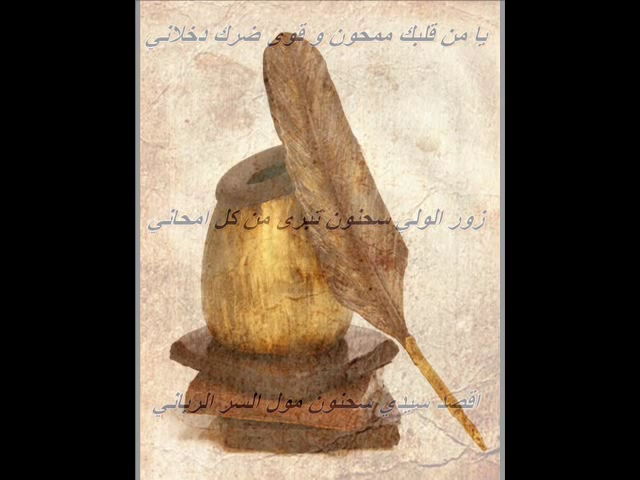 يا من قلبك ممحون و قوى ضرك دخلاني
زور الولي سحنون تبرى من كل امحاني
اقصد سيدي سحنون مول السر الرباني